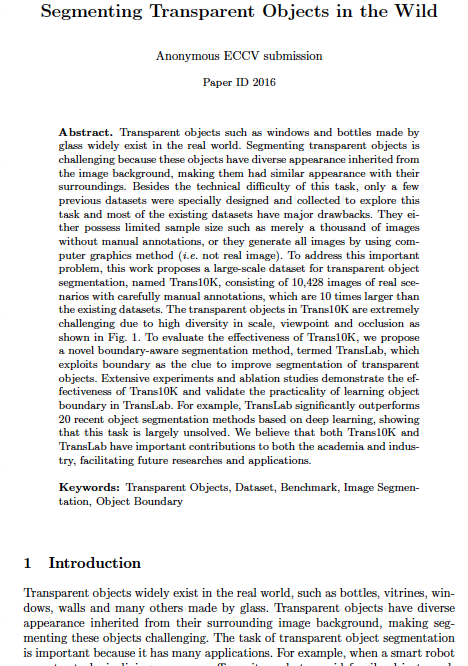 Segmenting Transparent Objects in the Wild
Anonymous ECCV submission
Paper ID 2016
Abstract. Transparent objects such as windows and bottles made by
glass widely exist in the real world. Segmenting transparent objects is
challenging because these objects have diverse appearance inherited from
the image background, making them had similar appearance with their
surroundings. Besides the technical difficulty of this task, only a few
previous datasets were specially designed and collected to explore this
task and most of the existing datasets have major drawbacks. They ei-
ther possess limited sample size such as merely a thousand of images
without manual annotations, or they generate all images by using com-
puter graphics method (i.e. not real image). To address this important
problem, this work proposes a large-scale dataset for transparent object
segmentation, named Trans10K, consisting of 10,428 images of real sce-
narios with carefully manual annotations, which are 10 times larger than
the existing datasets. The transparent objects in Trans10K are extremely
challenging due to high diversity in scale, viewpoint and occlusion as
shown in Fig. 1. To evaluate the effectiveness of Trans10K, we propose
a novel boundary-aware segmentation method, termed TransLab, which
exploits boundary as the clue to improve segmentation of transparent
objects. Extensive experiments and ablation studies demonstrate the ef-
fectiveness of Trans10K and validate the practicality of learning object
boundary in TransLab. For example, TransLab significantly outperforms
20 recent object segmentation methods based on deep learning, showing
that this task is largely unsolved. We believe that both Trans10K and
TransLab have important contributions to both the academia and indus-
try, facilitating future researches and applications.
Keywords: Transparent Objects, Dataset, Benchmark, Image Segmen-
tation, Object Boundary
1 Introduction
Transparent objects widely exist in the real world, such as bottles, vitrines, win-
dows, walls and many others made by glass. Transparent objects have diverse
appearance inherited from their surrounding image background, making seg-
menting these objects challenging. The task of transparent object segmentation
is important because it has many applications. For example, when a smart robot